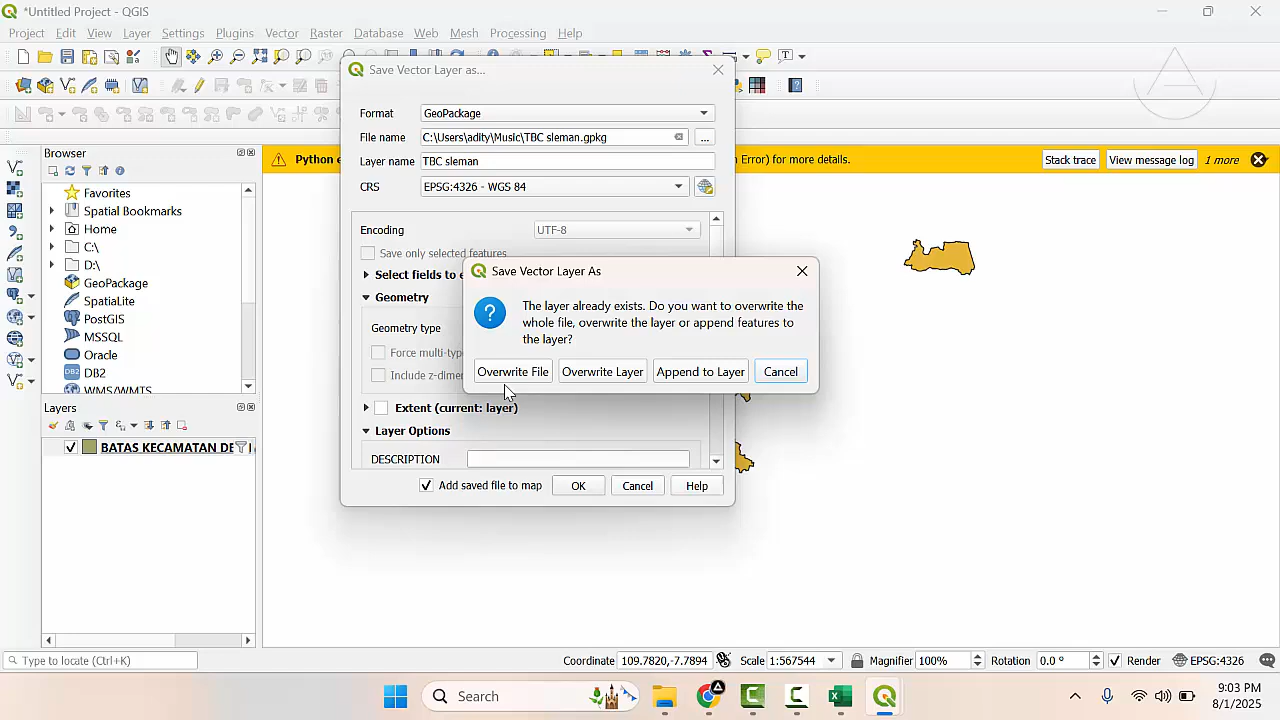 *Untitled Project - QGIS
Project Edit View Layer Settings Plugins Vector Raster Database Web Mesh Processing Help
Save Vector Layer as...
Format GeoPackage
File name C:\Users\adity\Music\TBC sleman.gpkg ...
Layer name TBC sleman
CRS EPSG:4326 - WGS 84
Python e
n Error) for more details. Stack trace View message log 1 more
Browser
Favorites
Spatial Bookmarks
Home
C:\
D:\
GeoPackage
SpatiaLite
PostGIS
MSSQL
Oracle
DB2
WMS/WMTS
Encoding UTF-8
Save only selected features
Select fields to e
Geometry
Geometry type
Force multi-typ
Include z-dime
Extent (current: layer)
Layer Options
DESCRIPTION
Add saved file to map OK Cancel Help
Save Vector Layer As
The layer already exists. Do you want to overwrite the
whole file, overwrite the layer or append features to
the layer?
Overwrite File Overwrite Layer Append to Layer Cancel
Layers
BATAS KECAMATAN DE
Type to locate (Ctrl+K) Coordinate 109.7820,-7.7894 Scale 1:567544 Magnifier 100% Rotation 0.0 ° Render EPSG:4326
Search
9:03 PM
8/1/2025